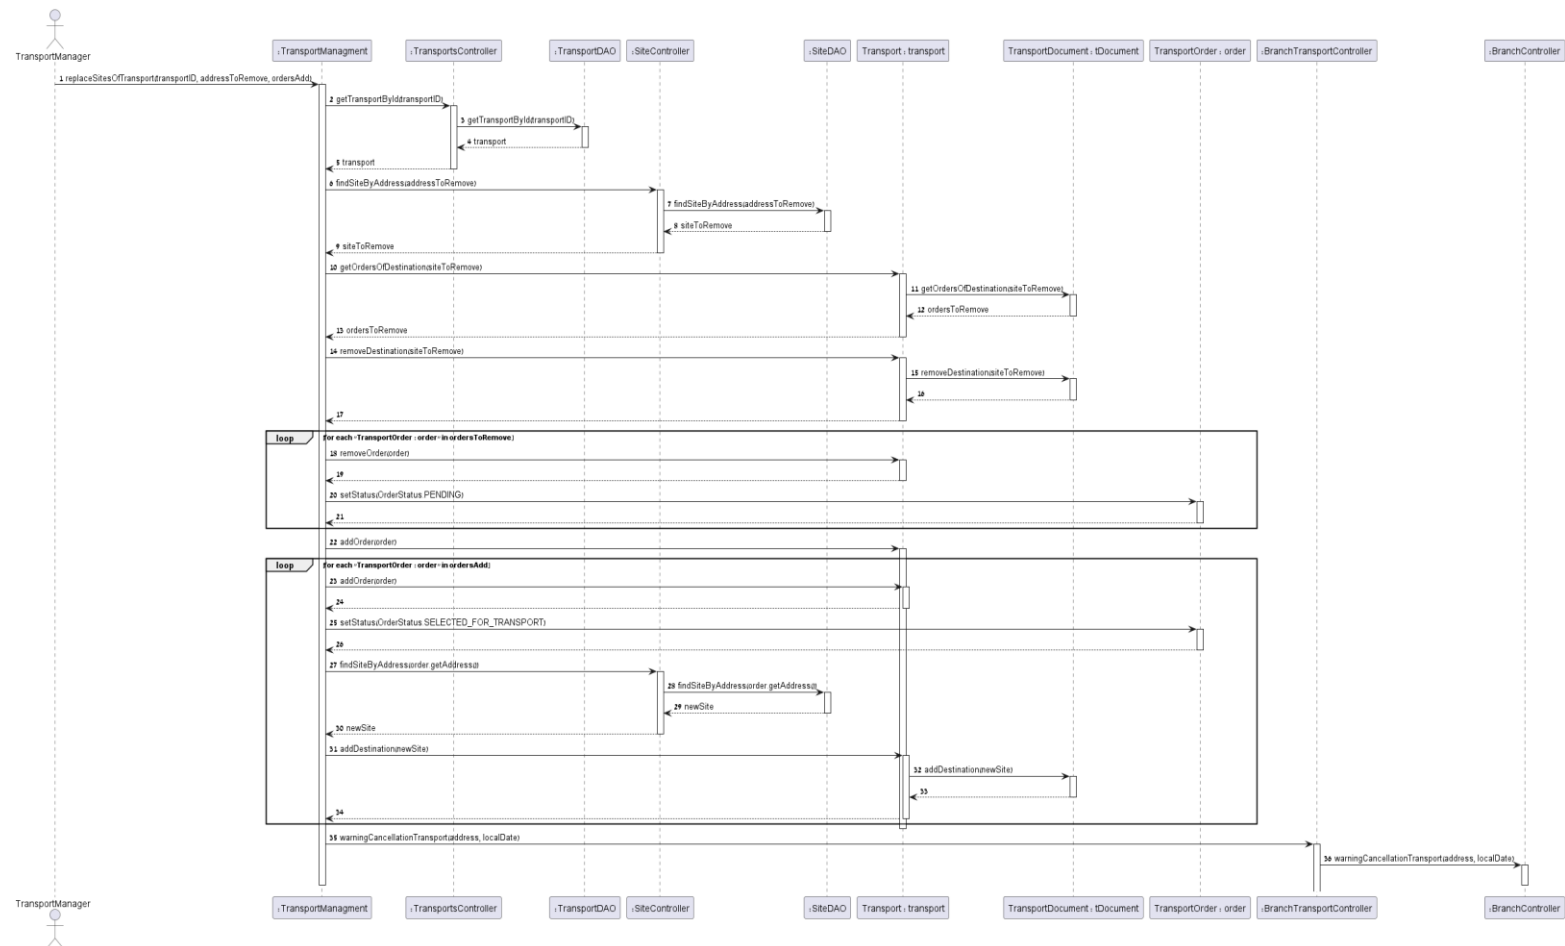 TransportManager
:TransportManagment
:TransportsController
:TransportDAO
:SiteController
:SiteDAO
Transport : transport
TransportDocument : tDocument
TransportOrder : order
:BranchTransportController
:BranchController
1 replaceSitesOfTransport(transportID, addressToRemove, ordersAdd)
2 getTransportById(transportID)
3 getTransportById(transportID)
4 transport
5 transport
6 findSiteByAddress(addressToRemove)
7 findSiteByAddress(addressToRemove)
8 siteToRemove
9 siteToRemove
10 getOrdersOfDestination(siteToRemove)
11 getOrdersOfDestination(siteToRemove)
12 ordersToRemove
13 ordersToRemove
14 removeDestination(siteToRemove)
15 removeDestination(siteToRemove)
16
17
loop [for each -TransportOrder : order- in ordersToRemove]
18 removeOrder(order)
19
20 setStatus(OrderStatus.PENDING)
21
22 addOrder(order)
loop [for each -TransportOrder : order- in ordersAdd]
23 addOrder(order)
24
25 setStatus(OrderStatus.SELECTED_FOR_TRANSPORT)
26
27 findSiteByAddress(order.getAddress())
28 findSiteByAddress(order.getAddress())
29 newSite
30 newSite
31 addDestination(newSite)
32 addDestination(newSite)
33
34
35 warningCancellationTransport(address, localDate)
36 warningCancellationTransport(address, localDate)
TransportManager
:TransportManagment
:TransportsController
:TransportDAO
:SiteController
:SiteDAO
Transport : transport
TransportDocument : tDocument
TransportOrder : order
:BranchTransportController
:BranchController